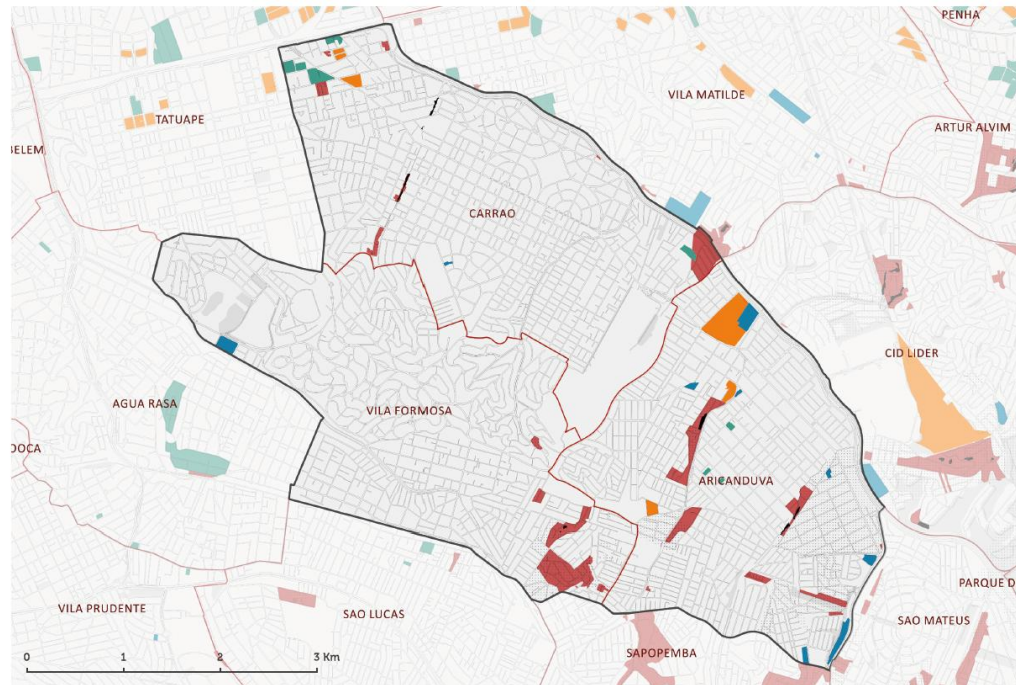 PENHA
VILA MATILDE
TATUAPE
ARTUR ALVIM
BELEM
CARRAO
CID LIDER
AGUA RASA
VILA FORMOSA
OOCA
ARICANDUVA
PARQUE D
VILA PRUDENTE
SAO LUCAS
SAO MATEUS
SAPOPEMBA
0 1 2 3 Km